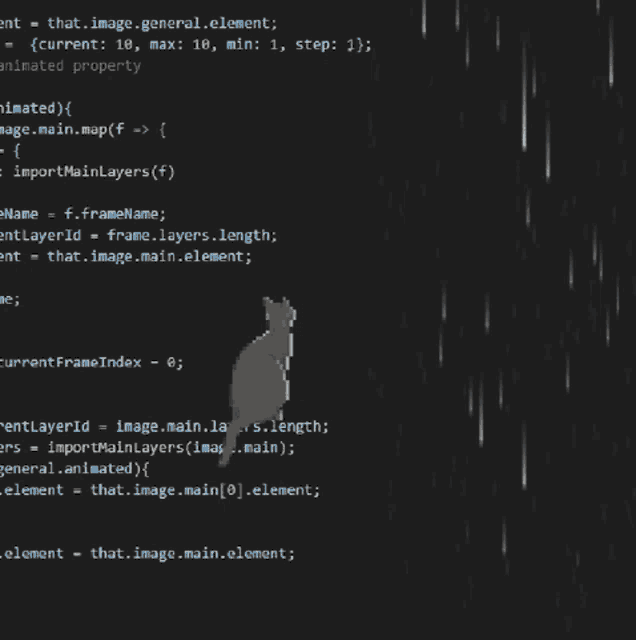 ent = that.image.general.element;
= {current: 10, max: 10, min: 1, step: 1};
animated property
nimated){
mage.main.map(f => {
= {
: importMainLayers(f)
eName = f.frameName;
entLayerId = frame.layers.length;
ent = that.image.main.element;
me;
currentFrameIndex - 0;
rentLayerId = image.main.layers.length;
ers = importMainLayers(image.main);
general.animated){
.element = that.image.main[0].element;
.element = that.image.main.element;